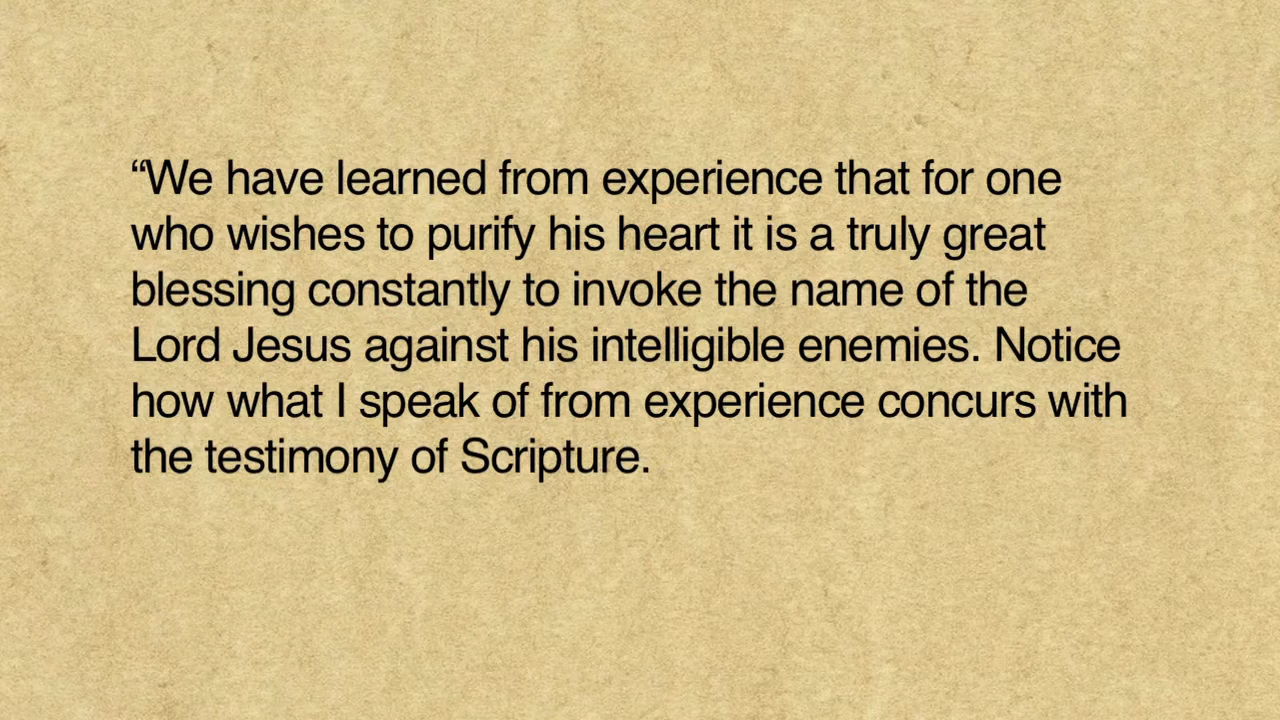 “We have learned from experience that for one
who wishes to purify his heart it is a truly great
blessing constantly to invoke the name of the
Lord Jesus against his intelligible enemies. Notice
how what I speak of from experience concurs with
the testimony of Scripture.